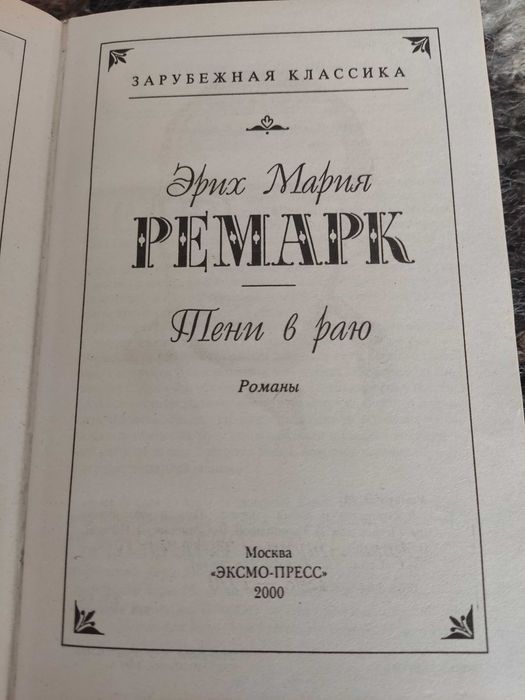 ЗАРУБЕЖНАЯ КЛАССИКА
Эрих Мария
РЕМАРК
Тени в раю
Романы
Москва
«ЭКСМО-ПРЕСС»
2000